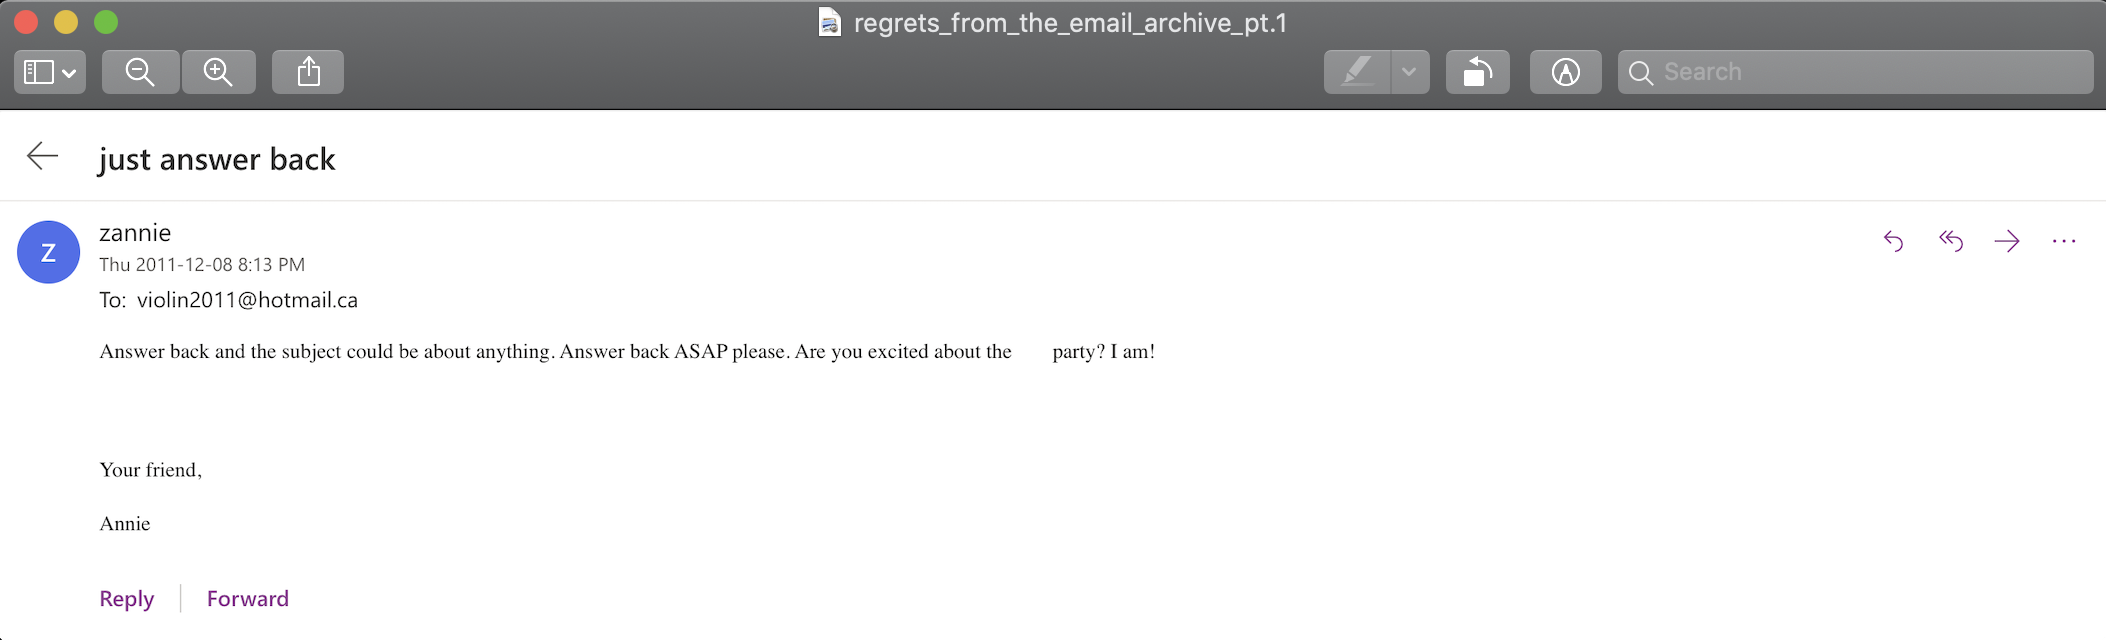 regrets_from_the_email_archive_pt.1
Search
just answer back
Z
zannie
Thu 2011-12-08 8:13 PM
To: violin2011@hotmail.ca
Answer back and the subject could be about anything. Answer back ASAP please. Are you excited about the party? I am!
Your friend,
Annie
Reply
Forward